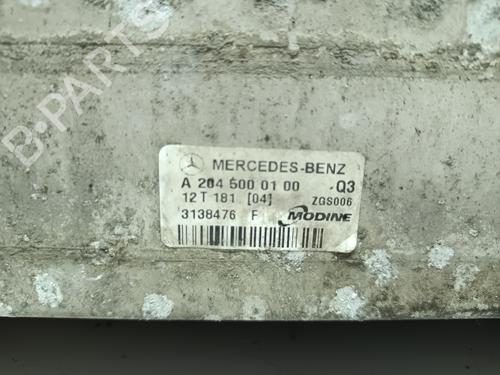 MERCEDES-BENZ
A 204 500 01 00 Q3
12 T 181 [04] ZGS006
3138476 F MODINE
B-PARTS